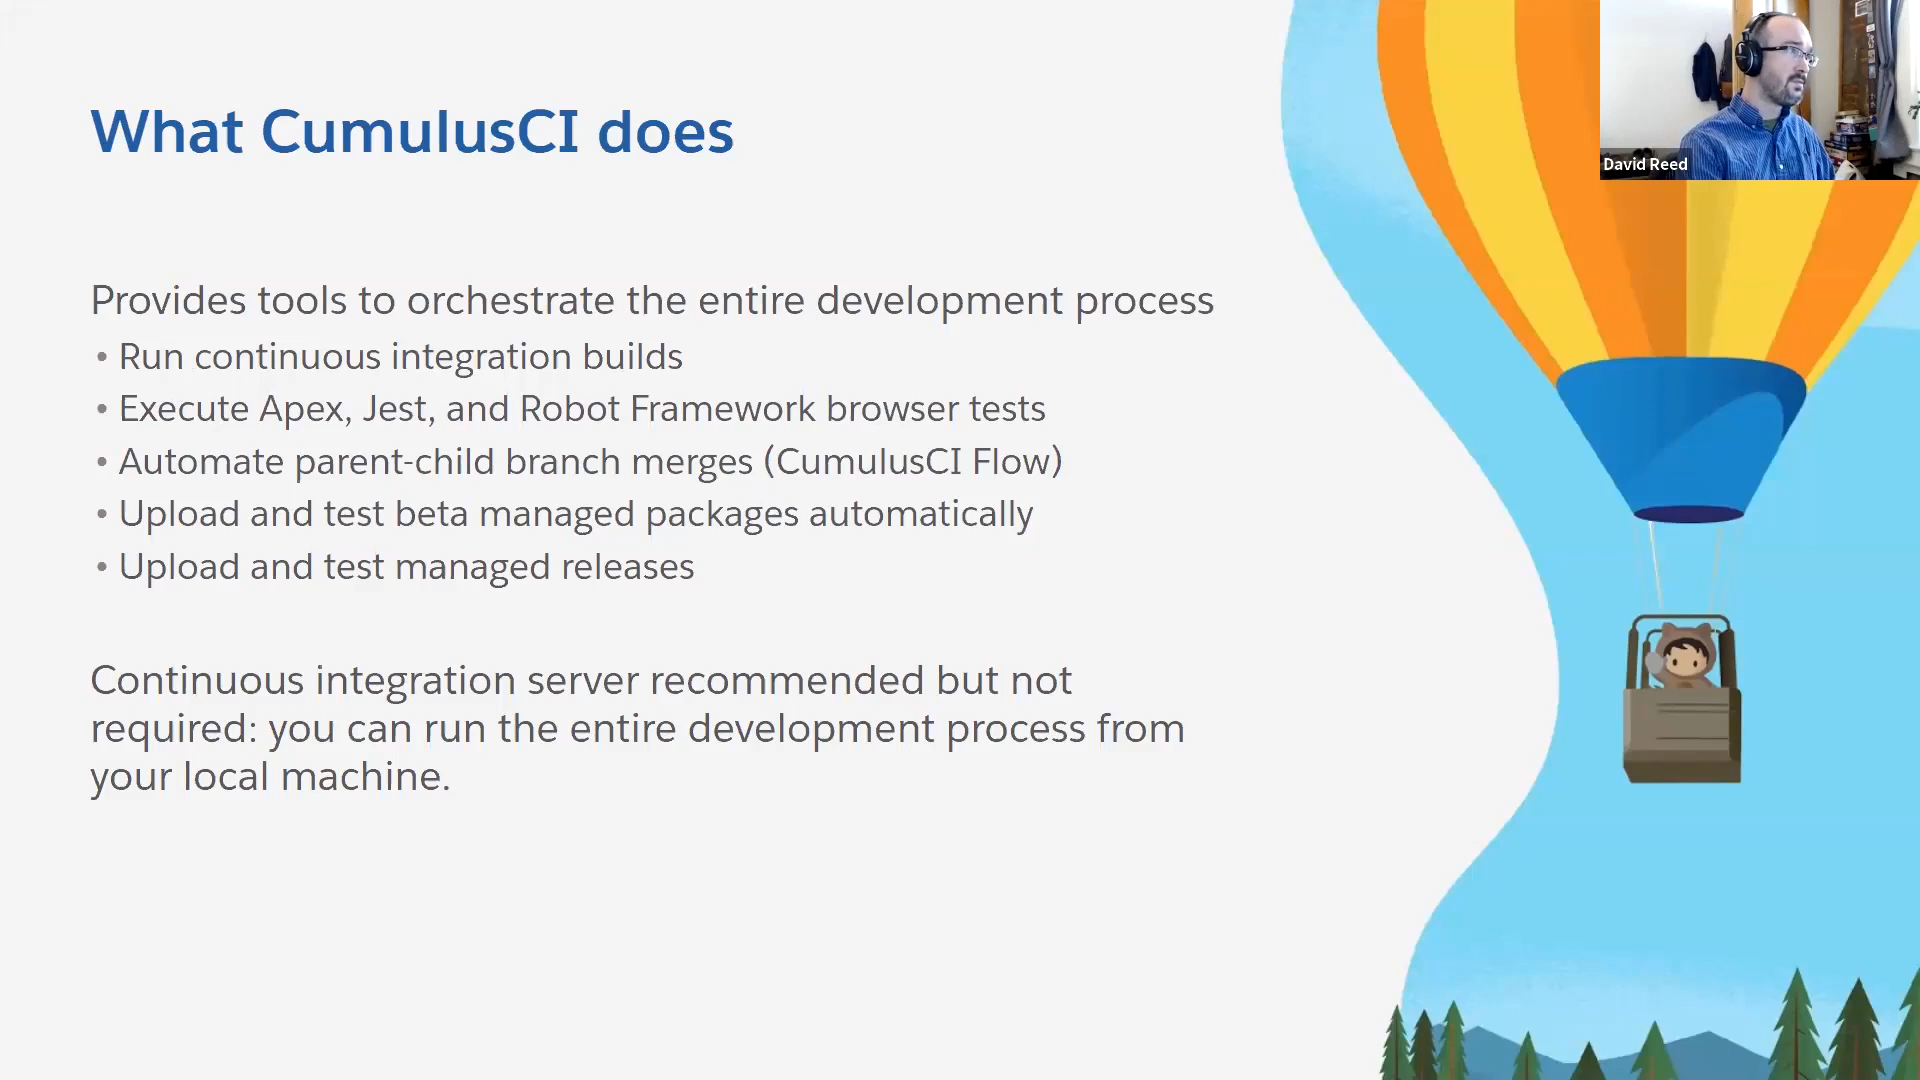 What CumulusCI does
David Reed
Provides tools to orchestrate the entire development process
• Run continuous integration builds
• Execute Apex, Jest, and Robot Framework browser tests
• Automate parent-child branch merges (CumulusCI Flow)
• Upload and test beta managed packages automatically
• Upload and test managed releases
Continuous integration server recommended but not
required: you can run the entire development process from
your local machine.